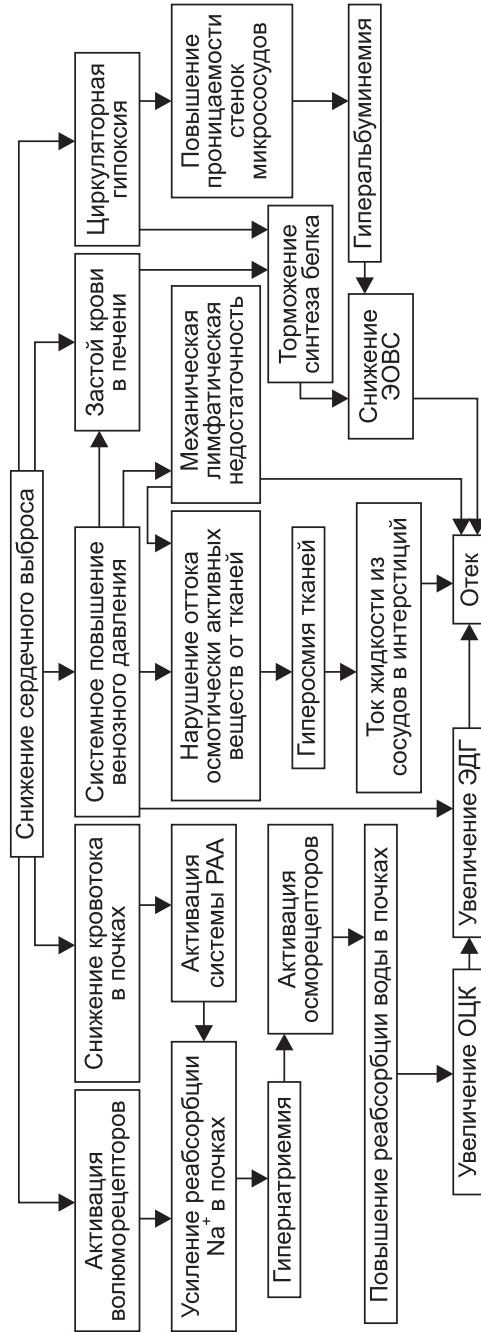 Снижение сердечного выброса
Активация
волюморецепторов
Снижение кровотока
в почках
Системное повышение
венозного давления
Застой крови
в печени
Циркуляторная
гипоксия
Усиление реабсорбции
Na⁺ в почках
Активация
системы РАА
Нарушение оттока
осмотически активных
веществ от тканей
Механическая
лимфатическая
недостаточность
Повышение
проницаемости
стенок
микрососудов
Гипернатриемия
Активация
осморецепторов
Гиперосмия тканей
Торможение
синтеза белка
Повышение реабсорбции воды в почках
Ток жидкости из
сосудов в интерстиций
Снижение
ЭОВС
Гиперальбуминемия
Увеличение ОЦК
Увеличение ЭДГ
Отек